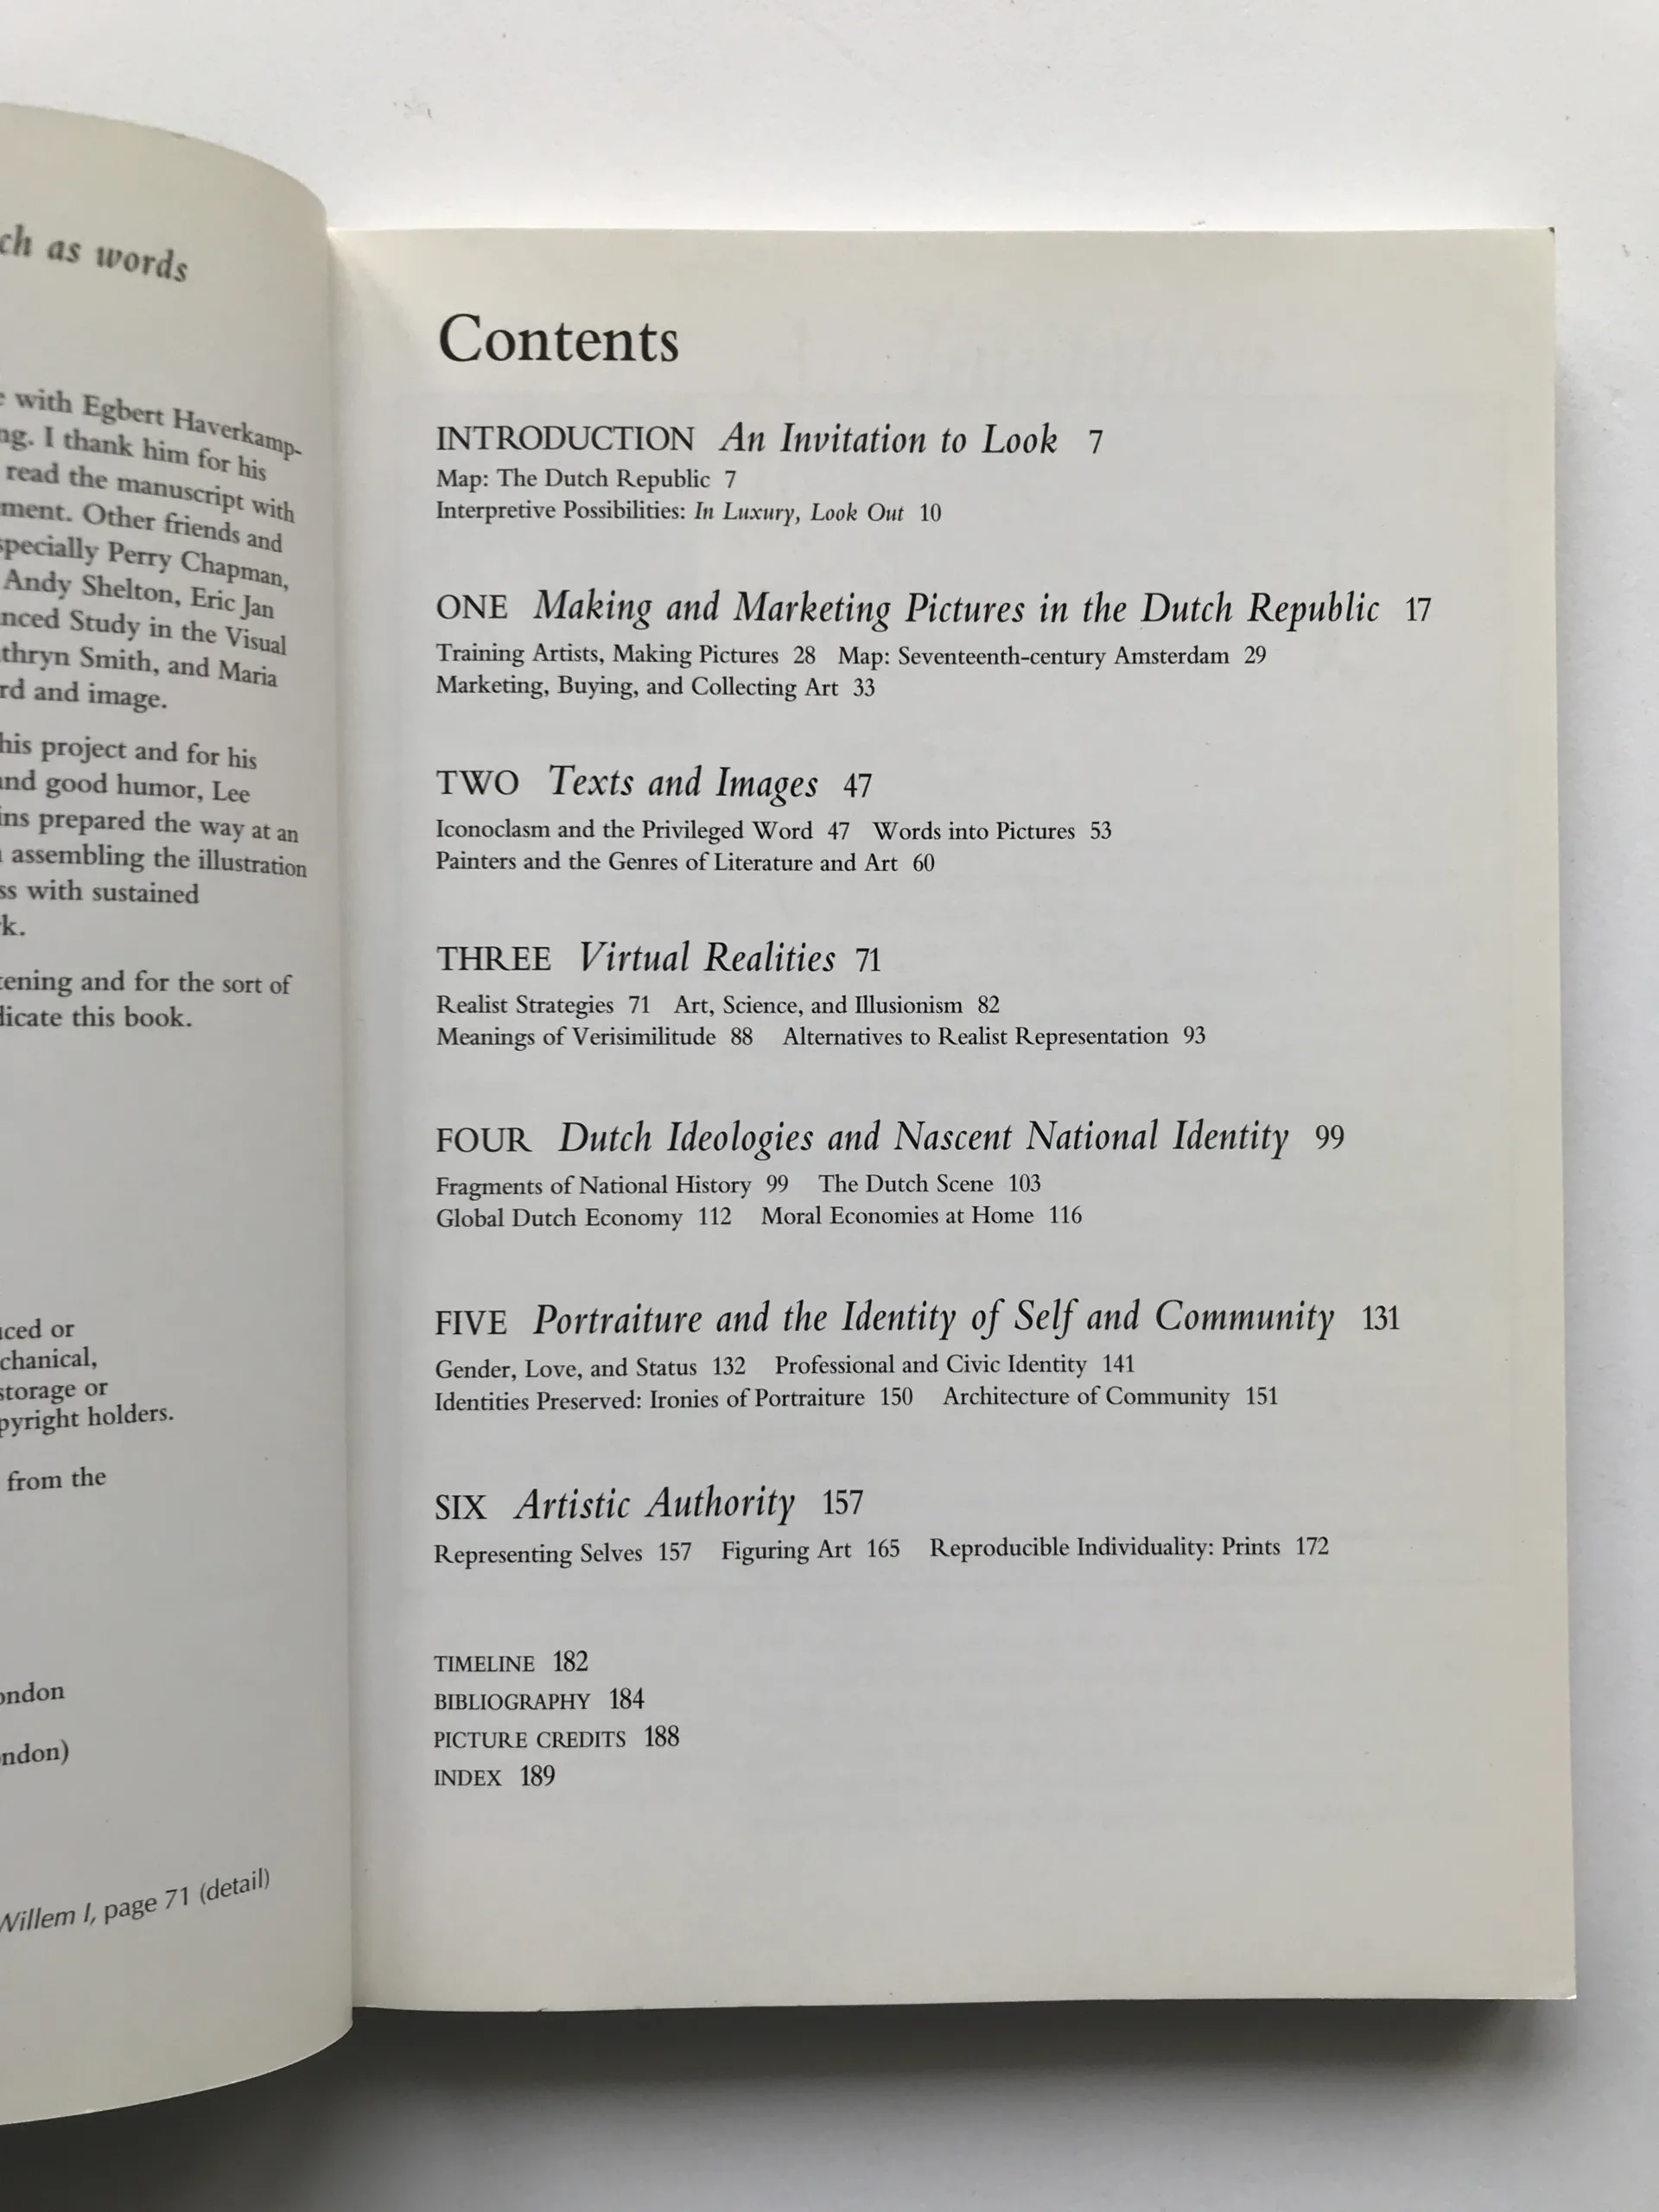 ch as words
with Egbert Haverkamp-
ng. I thank him for his
read the manuscript with
ment. Other friends and
specially Perry Chapman,
Andy Shelton, Eric Jan
nced Study in the Visual
thryn Smith, and Maria
rd and image.
his project and for his
and good humor, Lee
ins prepared the way at an
assembling the illustration
ss with sustained
k.
tening and for the sort of
dicate this book.
uced or
chanical,
storage or
pyright holders.
from the
ondon
ndon)
Willem I, page 71 (detail)
Contents
INTRODUCTION An Invitation to Look 7
Map: The Dutch Republic 7
Interpretive Possibilities: In Luxury, Look Out 10
ONE Making and Marketing Pictures in the Dutch Republic 17
Training Artists, Making Pictures 28 Map: Seventeenth-century Amsterdam 29
Marketing, Buying, and Collecting Art 33
TWO Texts and Images 47
Iconoclasm and the Privileged Word 47 Words into Pictures 53
Painters and the Genres of Literature and Art 60
THREE Virtual Realities 71
Realist Strategies 71 Art, Science, and Illusionism 82
Meanings of Verisimilitude 88 Alternatives to Realist Representation 93
FOUR Dutch Ideologies and Nascent National Identity 99
Fragments of National History 99 The Dutch Scene 103
Global Dutch Economy 112 Moral Economies at Home 116
FIVE Portraiture and the Identity of Self and Community 131
Gender, Love, and Status 132 Professional and Civic Identity 141
Identities Preserved: Ironies of Portraiture 150 Architecture of Community 151
SIX Artistic Authority 157
Representing Selves 157 Figuring Art 165 Reproducible Individuality: Prints 172
TIMELINE 182
BIBLIOGRAPHY 184
PICTURE CREDITS 188
INDEX 189